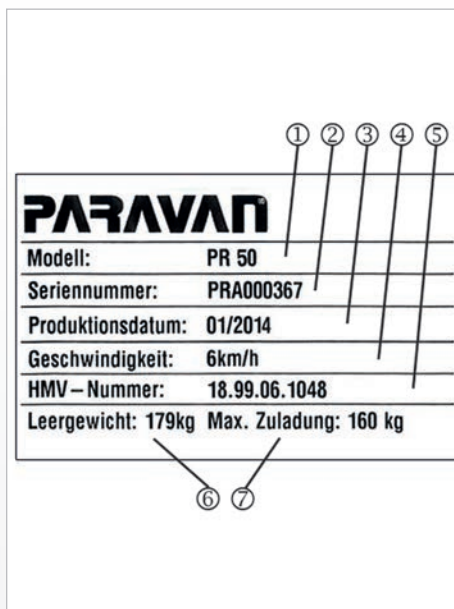 ① ② ③ ④ ⑤
PARAVAN®
Modell: PR 50
Seriennummer: PRA000367
Produktionsdatum: 01/2014
Geschwindigkeit: 6km/h
HMV–Nummer: 18.99.06.1048
Leergewicht: 179kg Max. Zuladung: 160 kg
⑥ ⑦